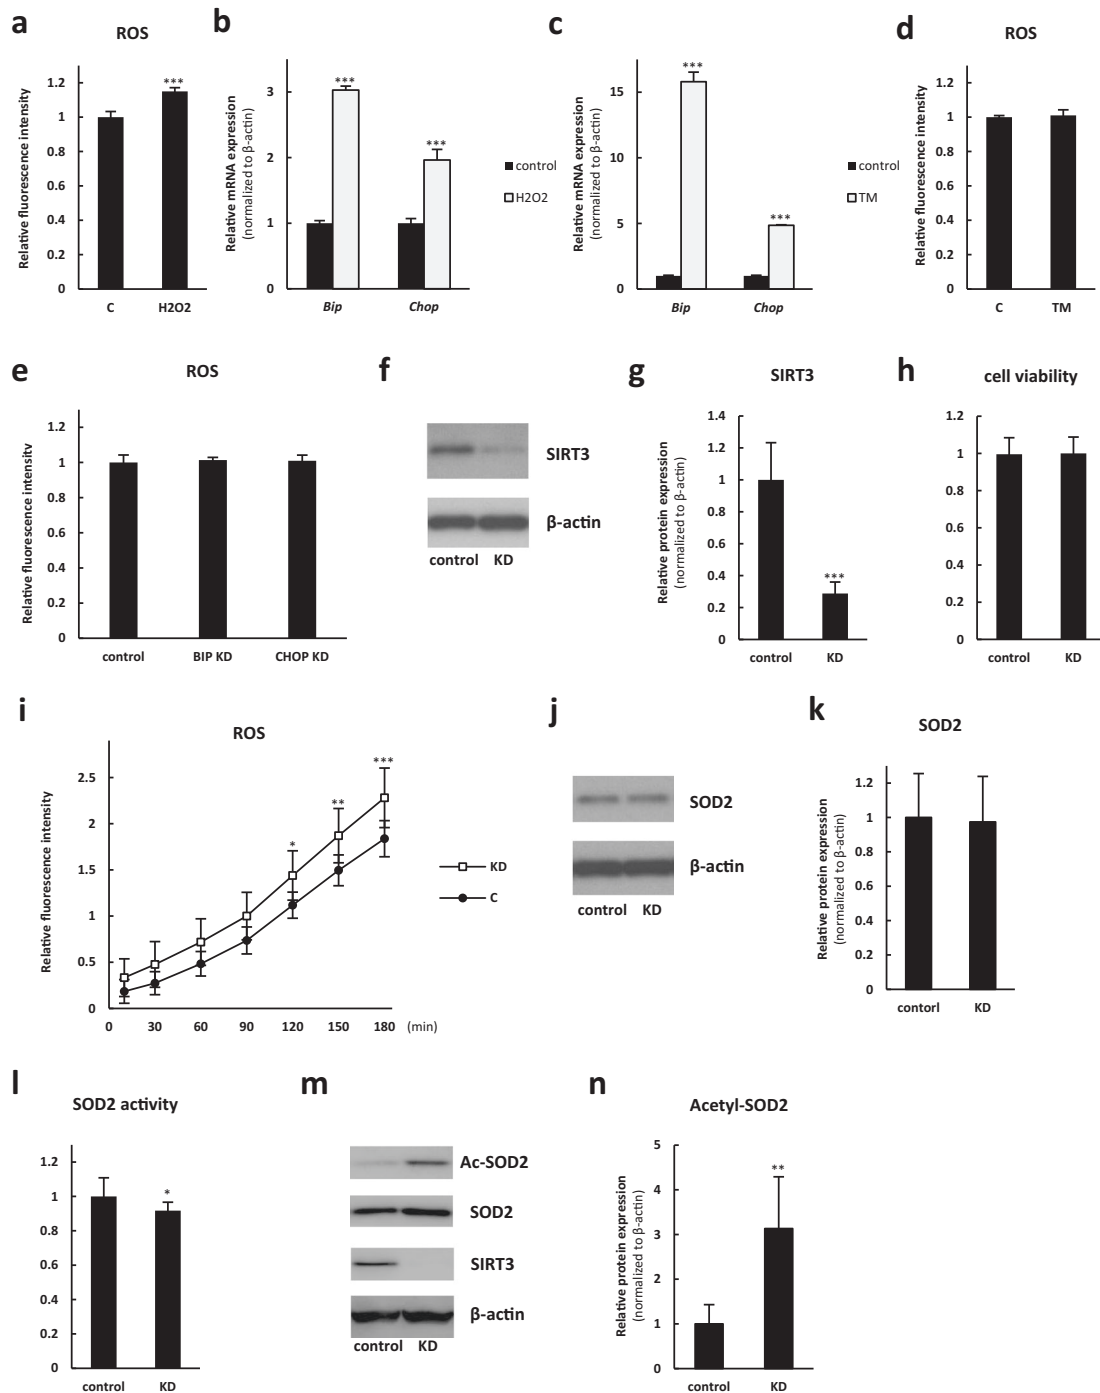 a
ROS
Relative fluorescence intensity
1.2
1
0.8
0.6
0.4
0.2
0
***
C
H2O2
b
Relative mRNA expression
(normalized to β-actin)
3
2
1
0
***
***
Bip
Chop
control
H2O2
c
Relative mRNA expression
(normalized to β-actin)
15
10
5
0
***
***
Bip
Chop
control
TM
d
ROS
Relative fluorescence intensity
1.2
1
0.8
0.6
0.4
0.2
0
C
TM
e
ROS
Relative fluorescence intensity
1.2
1
0.8
0.6
0.4
0.2
0
control
BIP KD
CHOP KD
f
SIRT3
β-actin
control KD
g
SIRT3
Relative protein expression
(normalized to β-actin)
1.4
1.2
1
0.8
0.6
0.4
0.2
0
***
control
KD
h
cell viability
1.2
1
0.8
0.6
0.4
0.2
0
control
KD
i
ROS
Relative fluorescence intensity
2.5
2
1.5
1
0.5
0
*
**
***
0 30 60 90 120 150 180 (min)
KD
C
j
SOD2
β-actin
control KD
k
SOD2
Relative protein expression
(normalized to β-actin)
1.2
1
0.8
0.6
0.4
0.2
0
contorl
KD
l
SOD2 activity
1.2
1
0.8
0.6
0.4
0.2
0
*
control
KD
m
Ac-SOD2
SOD2
SIRT3
β-actin
control KD
n
Acetyl-SOD2
Relative protein expression
(normalized to β-actin)
5
4
3
2
1
0
**
control
KD